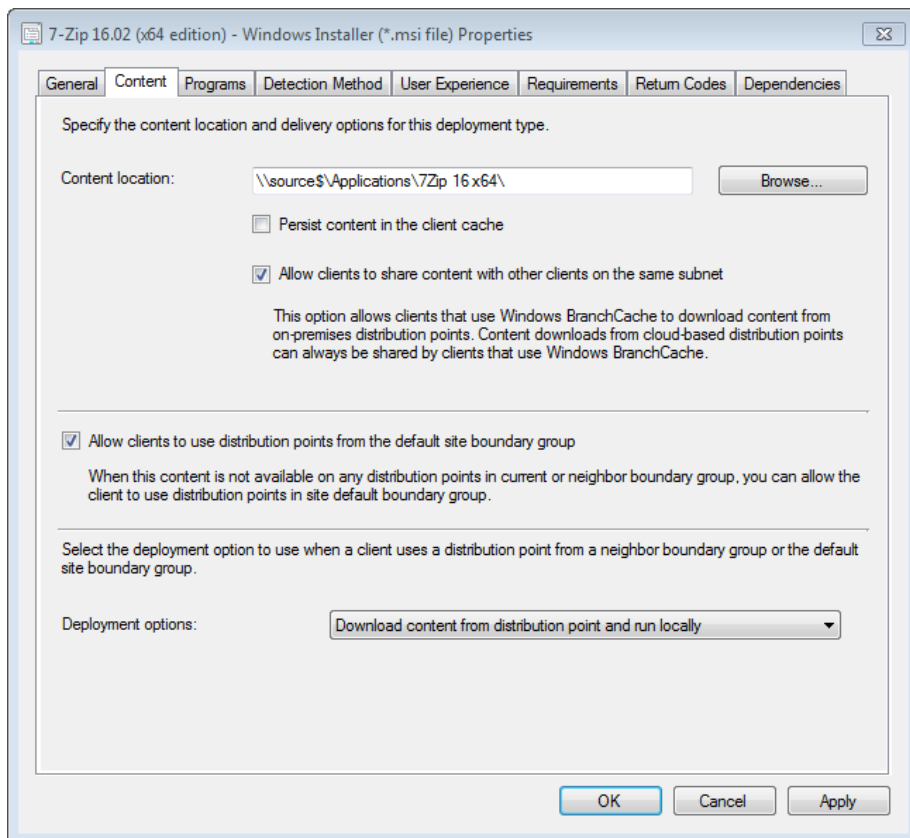 7-Zip 16.02 (x64 edition) - Windows Installer (*.msi file) Properties
General Content Programs Detection Method User Experience Requirements Return Codes Dependencies
Specify the content location and delivery options for this deployment type.
Content location: \\source$\Applications\7Zip 16 x64\ Browse...
Persist content in the client cache
Allow clients to share content with other clients on the same subnet
This option allows clients that use Windows BranchCache to download content from
on-premises distribution points. Content downloads from cloud-based distribution points
can always be shared by clients that use Windows BranchCache.
Allow clients to use distribution points from the default site boundary group
When this content is not available on any distribution points in current or neighbor boundary group, you can allow the
client to use distribution points in site default boundary group.
Select the deployment option to use when a client uses a distribution point from a neighbor boundary group or the default
site boundary group.
Deployment options: Download content from distribution point and run locally
OK Cancel Apply